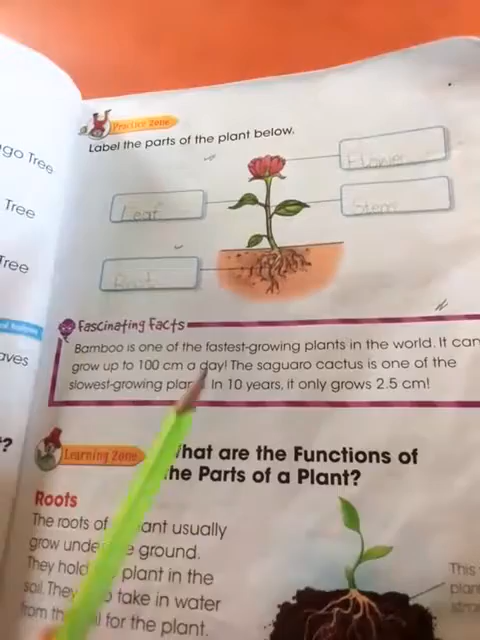 go Tree
Tree
Tree
aves
?
Practice Zone
Label the parts of the plant below.
Flower
Leaf
Stem
Root
Fascinating Facts
Bamboo is one of the fastest-growing plants in the world. It can
grow up to 100 cm a day! The saguaro cactus is one of the
slowest-growing In 10 years, it only grows 2.5 cm!
Learning Zone
hat are the Functions of
he Parts of a Plant?
Roots
The roots of ant usually
grow unde e ground.
They hold plant in the
soil. They o take in water
from th l for the plant.
This
plan